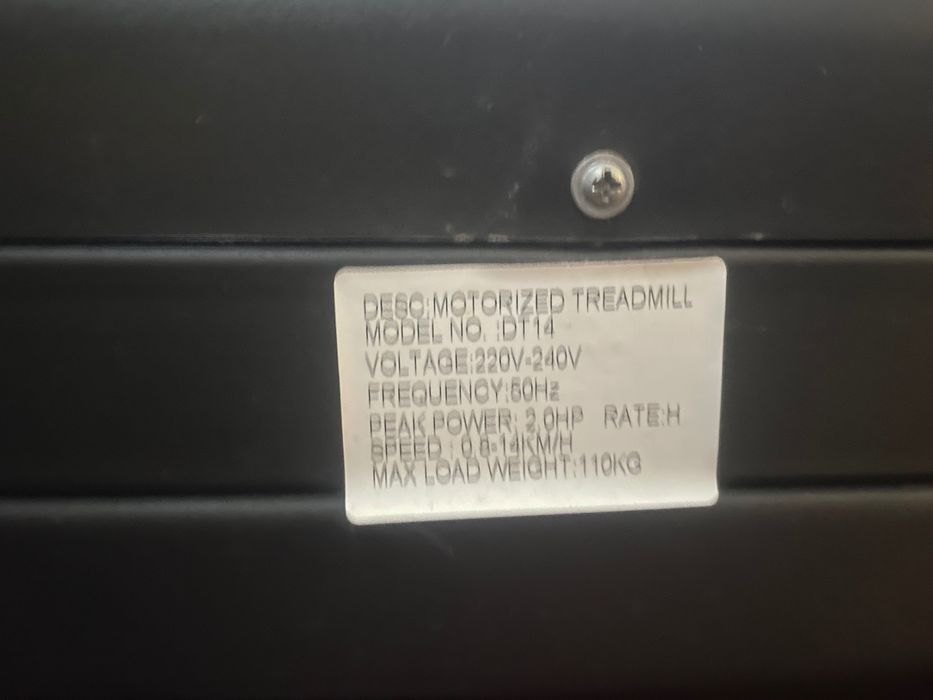 DESC:MOTORIZED TREADMILL
MODEL NO. :DT14
VOLTAGE:220V-240V
FREQUENCY:50Hz
PEAK POWER: 2.0HP RATE:H
SPEED : 0.8-14KM/H
MAX LOAD WEIGHT:110KG